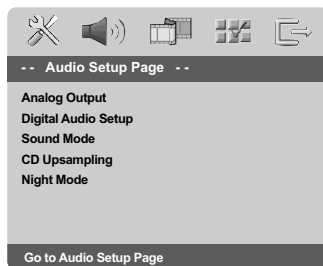 -- Audio Setup Page --
Analog Output
Digital Audio Setup
Sound Mode
CD Upsampling
Night Mode
Go to Audio Setup Page